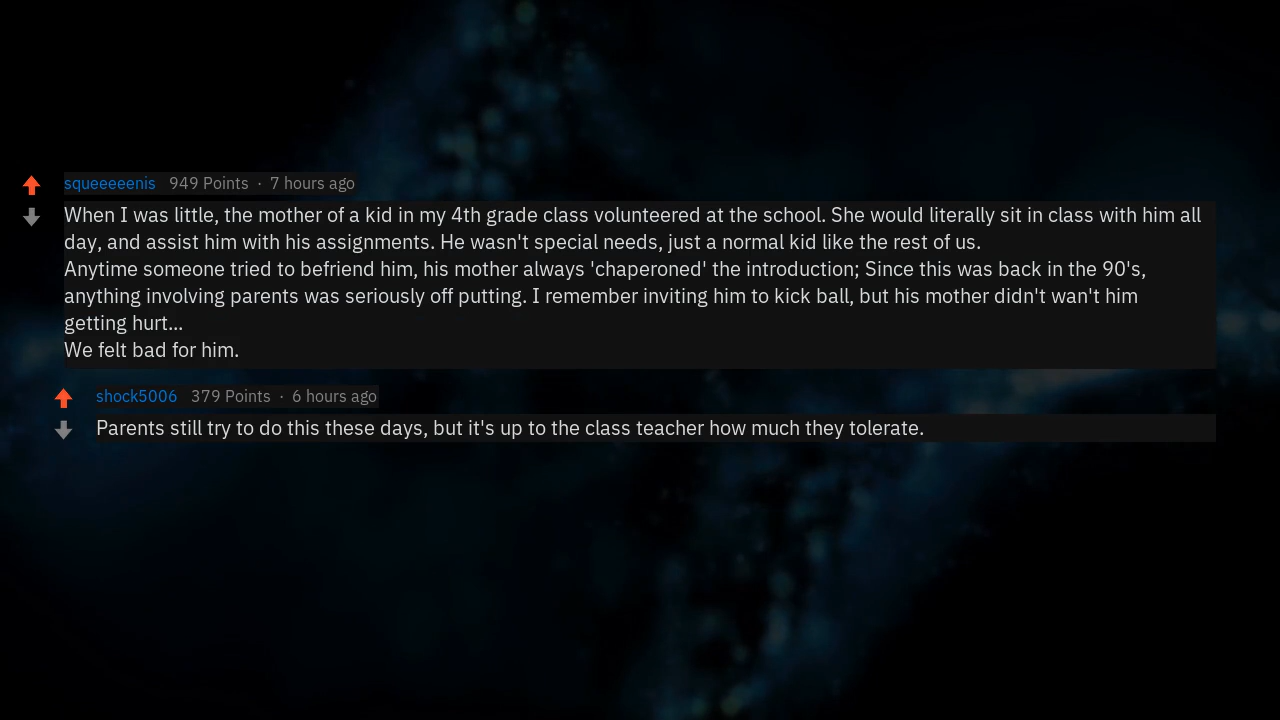 squeeeeenis 949 Points · 7 hours ago
When I was little, the mother of a kid in my 4th grade class volunteered at the school. She would literally sit in class with him all
day, and assist him with his assignments. He wasn't special needs, just a normal kid like the rest of us.
Anytime someone tried to befriend him, his mother always 'chaperoned' the introduction; Since this was back in the 90's,
anything involving parents was seriously off putting. I remember inviting him to kick ball, but his mother didn't wan't him
getting hurt...
We felt bad for him.
shock5006 379 Points · 6 hours ago
Parents still try to do this these days, but it's up to the class teacher how much they tolerate.